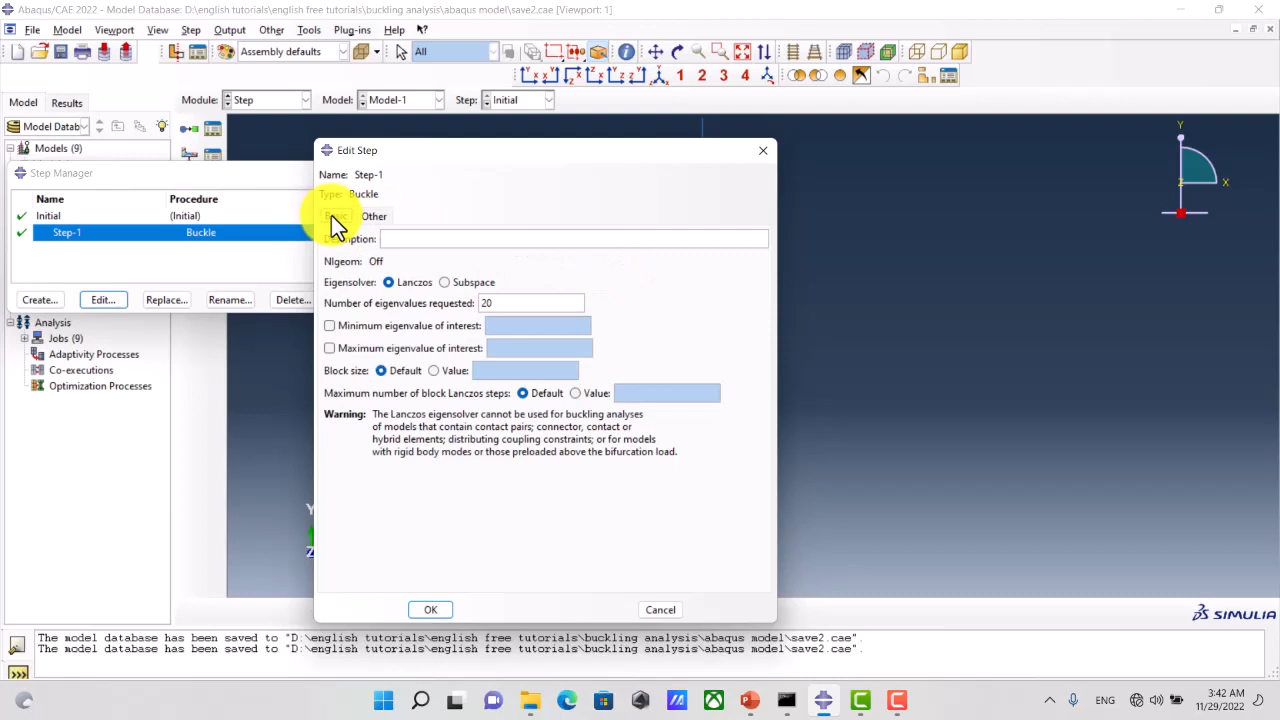 Abaqus/CAE 2022 - Model Database: D:\english tutorials\english free tutorials\buckling analysis\abaqus model\save2.cae [Viewport: 1]
File Model Viewport View Step Output Other Tools Plug-ins Help
Assembly defaults All
1 2 3 4
Model Results Module: Step Model: Model-1 Step: Initial
Model Datab
Models (9)
Step Manager
Name Procedure
Initial (Initial)
Step-1 Buckle
Create... Edit... Replace... Rename... Delete...
Analysis
Jobs (9)
Adaptivity Processes
Co-executions
Optimization Processes
Edit Step
Name: Step-1
Type: Buckle
Basic Other
Description:
Nlgeom: Off
Eigensolver: Lanczos Subspace
Number of eigenvalues requested: 20
Minimum eigenvalue of interest:
Maximum eigenvalue of interest:
Block size: Default Value:
Maximum number of block Lanczos steps: Default Value:
Warning: The Lanczos eigensolver cannot be used for buckling analyses
of models that contain contact pairs; connector, contact or
hybrid elements; distributing coupling constraints; or for models
with rigid body modes or those preloaded above the bifurcation load.
OK Cancel
Y
Z X
Y
Z
SIMULIA
The model database has been saved to "D:\english tutorials\english free tutorials\buckling analysis\abaqus model\save2.cae".
The model database has been saved to "D:\english tutorials\english free tutorials\buckling analysis\abaqus model\save2.cae".
>>>
ENG
3:42 AM
11/29/2022